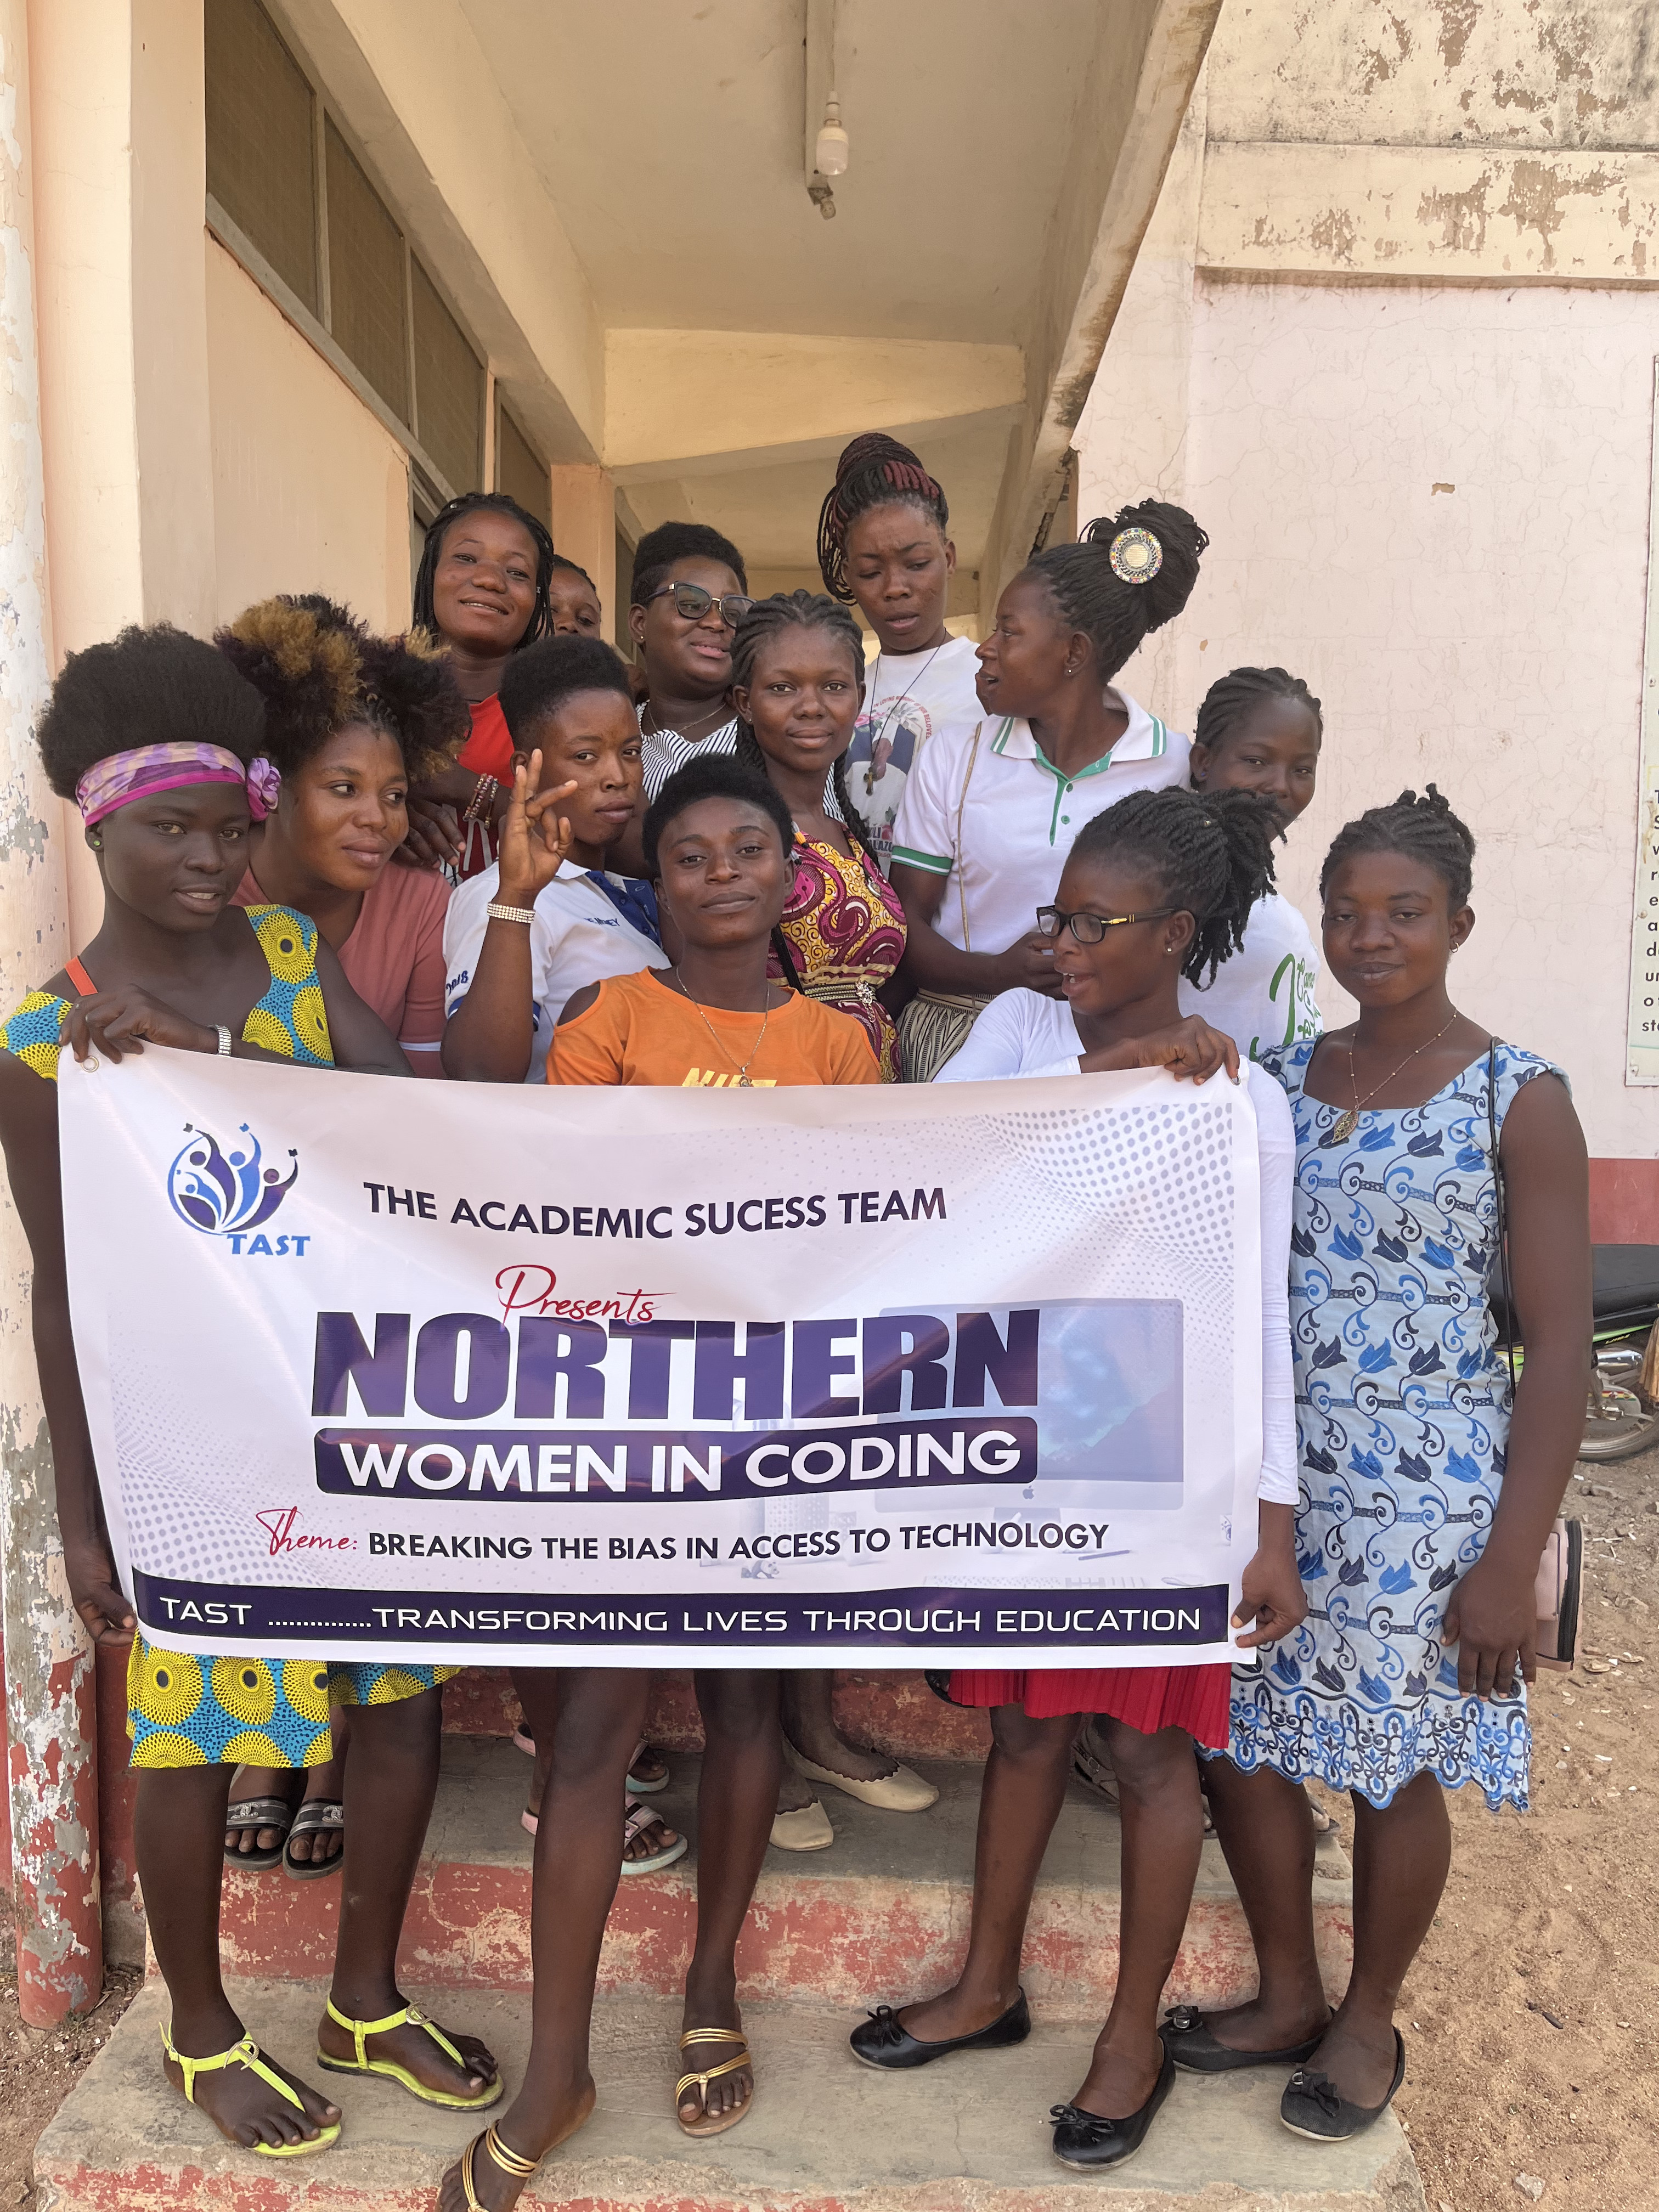 TAST
THE ACADEMIC SUCESS TEAM
Presents
NORTHERN
WOMEN IN CODING
Theme: BREAKING THE BIAS IN ACCESS TO TECHNOLOGY
TAST ...............TRANSFORMING LIVES THROUGH EDUCATION